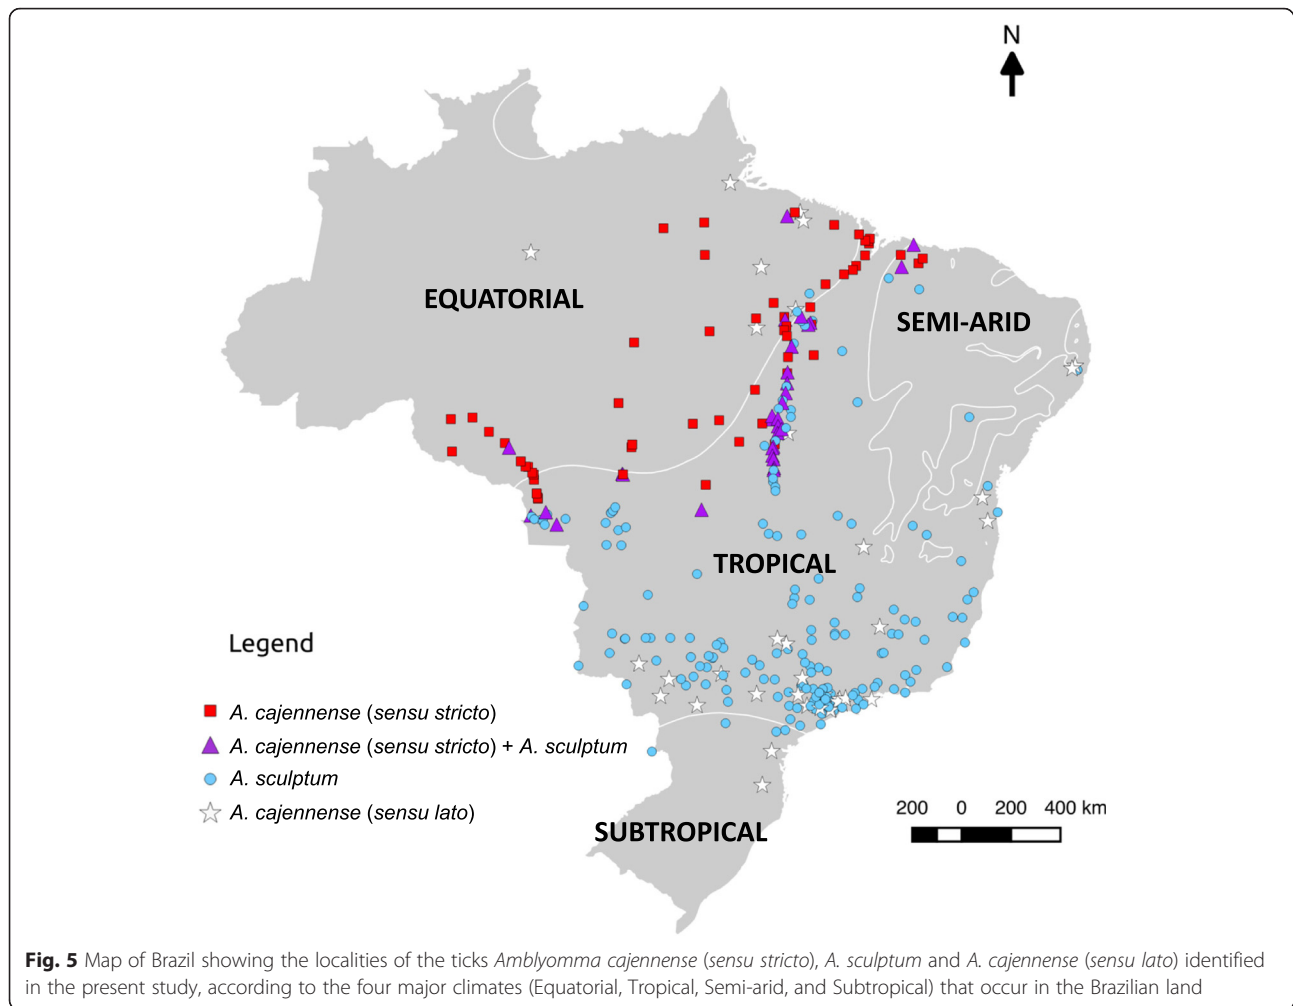 N
EQUATORIAL
SEMI-ARID
TROPICAL
Legend
A. cajennense (sensu stricto)
A. cajennense (sensu stricto) + A. sculptum
A. sculptum
A. cajennense (sensu lato)
200 0 200 400 km
SUBTROPICAL
Fig. 5 Map of Brazil showing the localities of the ticks Amblyomma cajennense (sensu stricto), A. sculptum and A. cajennense (sensu lato) identified
in the present study, according to the four major climates (Equatorial, Tropical, Semi-arid, and Subtropical) that occur in the Brazilian land